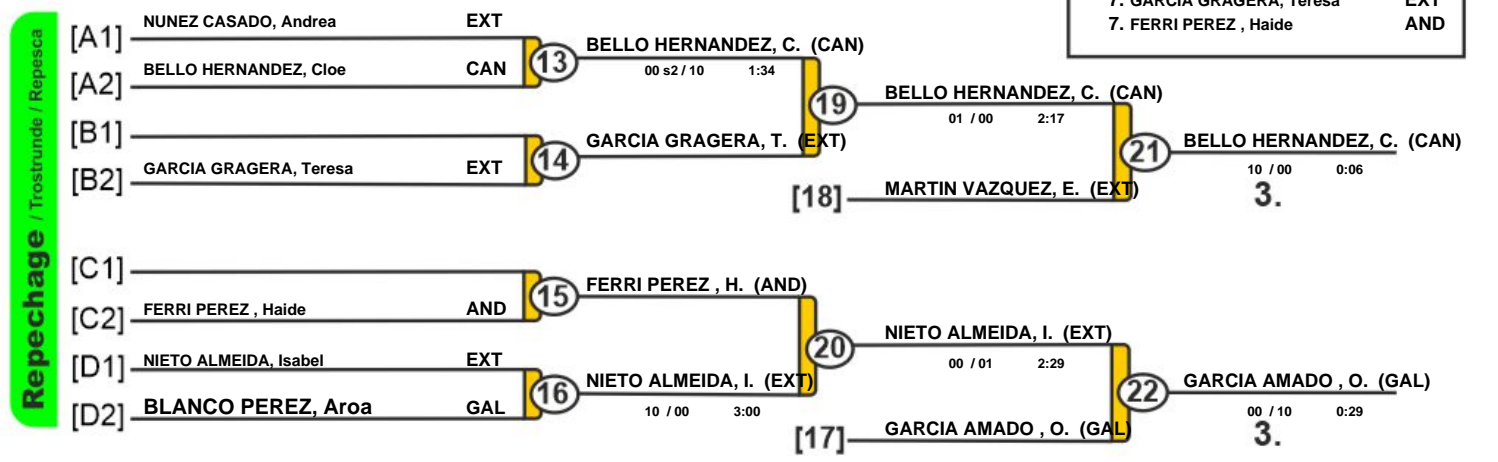 7. GARCIA GRAGERA, Teresa EXT
7. FERRI PEREZ , Haide AND
Repechage / Trostrunde / Repesca
[A1] NUNEZ CASADO, Andrea EXT
[A2] BELLO HERNANDEZ, Cloe CAN
13
BELLO HERNANDEZ, C. (CAN)
00 s2 / 10 1:34
[B1]
[B2] GARCIA GRAGERA, Teresa EXT
14
GARCIA GRAGERA, T. (EXT)
19
BELLO HERNANDEZ, C. (CAN)
01 / 00 2:17
[18] MARTIN VAZQUEZ, E. (EXT)
21
BELLO HERNANDEZ, C. (CAN)
10 / 00 0:06
3.
[C1]
[C2] FERRI PEREZ , Haide AND
15
FERRI PEREZ , H. (AND)
[D1] NIETO ALMEIDA, Isabel EXT
[D2] BLANCO PEREZ, Aroa GAL
16
NIETO ALMEIDA, I. (EXT)
10 / 00 3:00
20
NIETO ALMEIDA, I. (EXT)
00 / 01 2:29
[17] GARCIA AMADO , O. (GAL)
22
GARCIA AMADO , O. (GAL)
00 / 10 0:29
3.